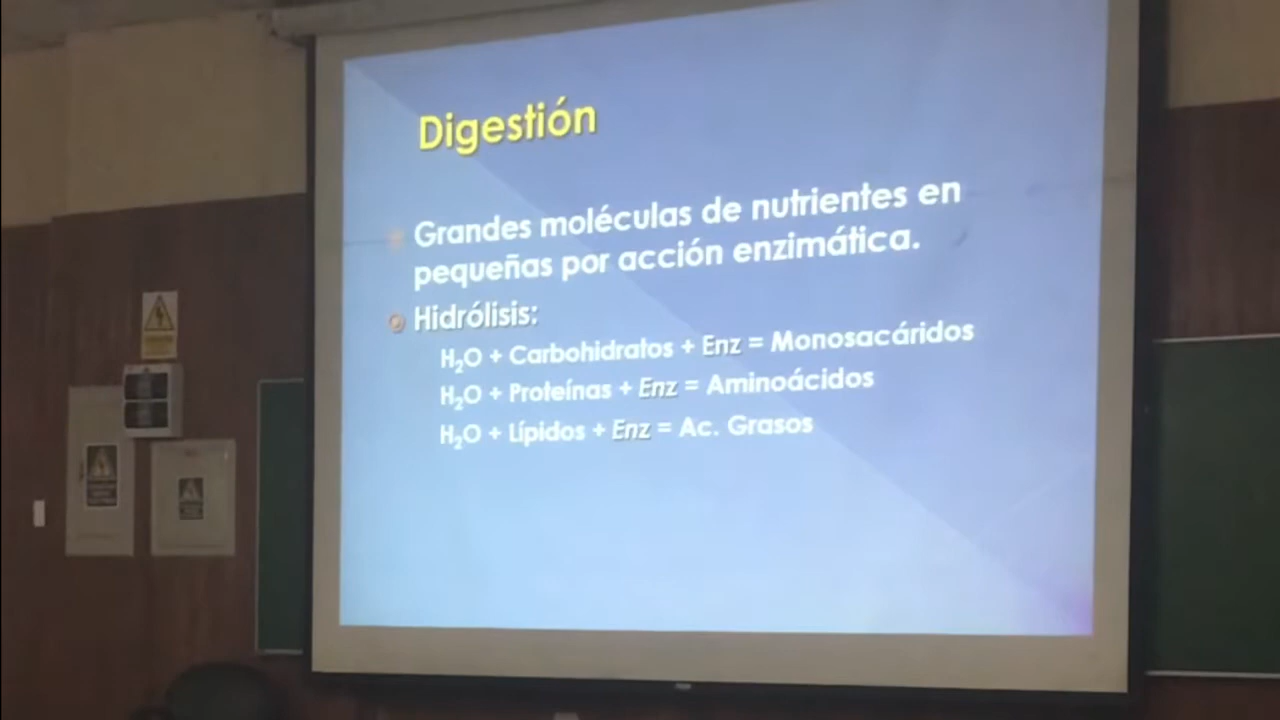 Digestión
Grandes moléculas de nutrientes en
pequeñas por acción enzimática.
Hidrólisis:
H₂O + Carbohidratos + Enz = Monosacáridos
H₂O + Proteínas + Enz = Aminoácidos
H₂O + Lípidos + Enz = Ac. Grasos